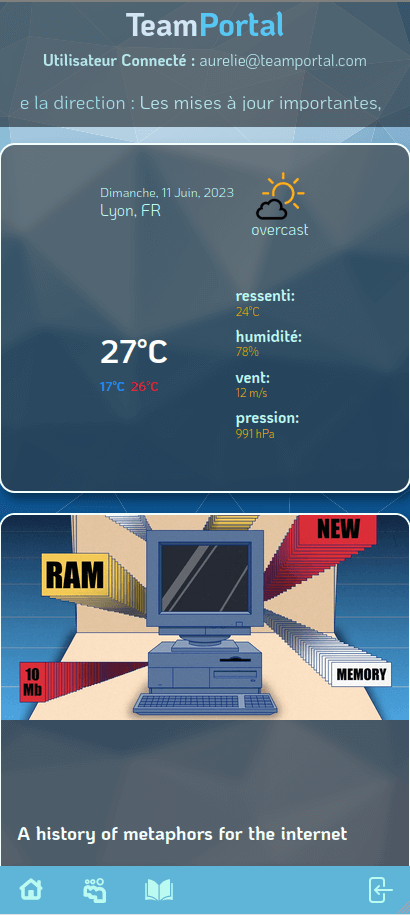 TeamPortal
Utilisateur Connecté : aurelie@teamportal.com
e la direction : Les mises à jour importantes,
Dimanche, 11 Juin, 2023
Lyon, FR
overcast
27°C
17°C 26°C
ressenti:
24°C
humidité:
78%
vent:
12 m/s
pression:
991 hPa
NEW
RAM
10
Mb
MEMORY
A history of metaphors for the internet